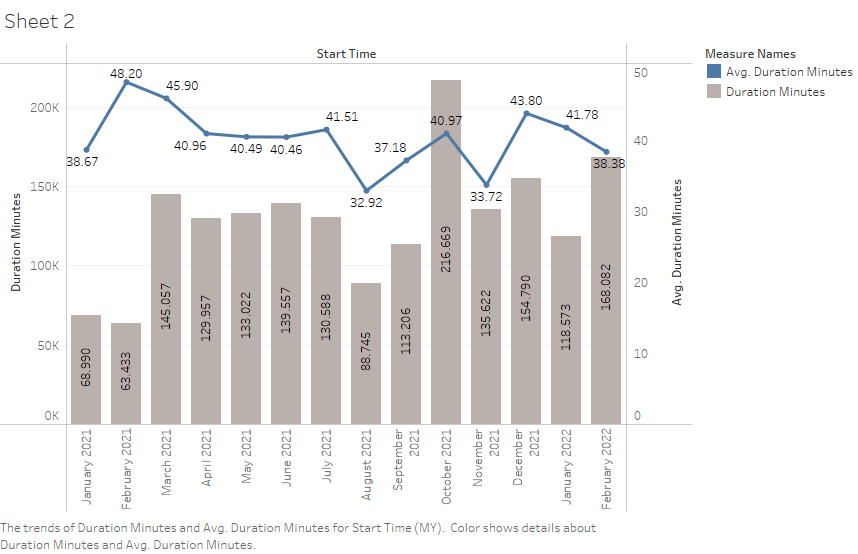 Sheet 2
Start Time
Measure Names
Avg. Duration Minutes
Duration Minutes
48.20
45.90
38.67
40.96
40.49
40.46
41.51
32.92
37.18
40.97
33.72
43.80
41.78
38.38
200K
150K
100K
50K
0K
Duration Minutes
50
40
30
20
10
0
Avg. Duration Minutes
68.990
63.433
145.057
129.957
133.022
139.557
130.588
88.745
113.206
216.669
135.622
154.790
118.573
168.082
January 2021
February 2021
March 2021
April 2021
May 2021
June 2021
July 2021
August 2021
September
2021
October 2021
November
2021
December
2021
January 2022
February 2022
The trends of Duration Minutes and Avg. Duration Minutes for Start Time (MY). Color shows details about
Duration Minutes and Avg. Duration Minutes.